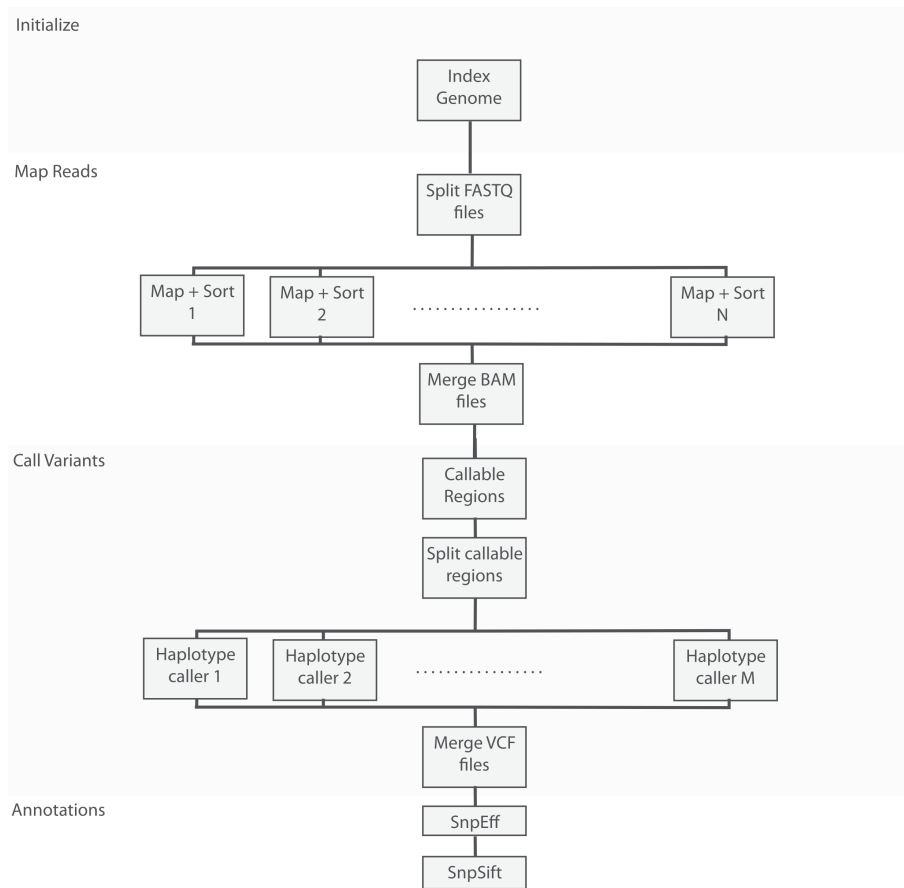 Initialize
Index
Genome
Map Reads
Split FASTQ
files
Map + Sort
1
Map + Sort
2
.................
Map + Sort
N
Merge BAM
files
Call Variants
Callable
Regions
Split callable
regions
Haplotype
caller 1
Haplotype
caller 2
.................
Haplotype
caller M
Merge VCF
files
Annotations
SnpEff
SnpSift